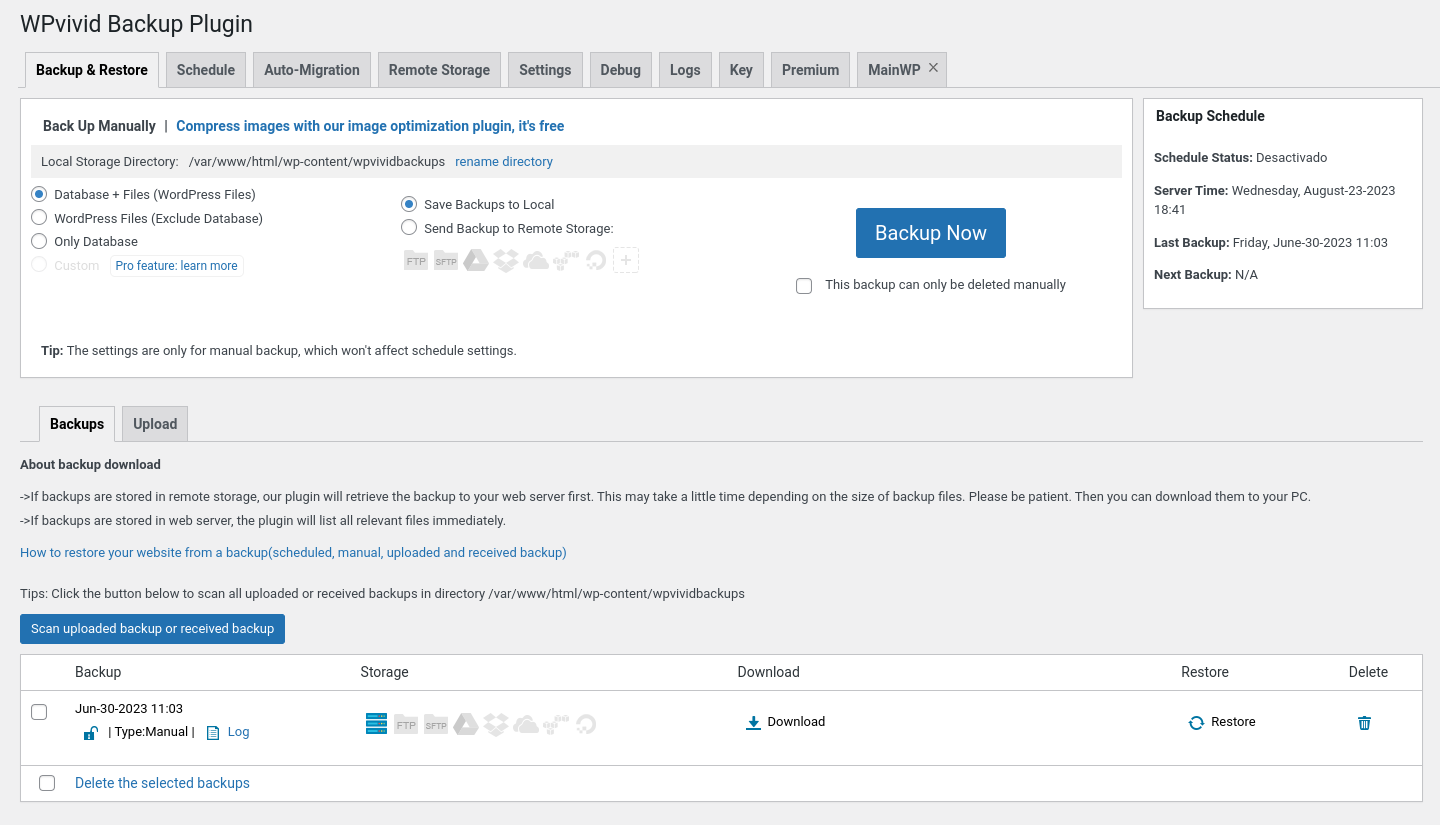 WPvivid Backup Plugin
Backup & Restore Schedule Auto-Migration Remote Storage Settings Debug Logs Key Premium MainWP
Back Up Manually | Compress images with our image optimization plugin, it's free
Local Storage Directory: /var/www/html/wp-content/wpvividbackups rename directory
Database + Files (WordPress Files)
WordPress Files (Exclude Database)
Only Database
Custom Pro feature: learn more
Save Backups to Local
Send Backup to Remote Storage:
FTP SFTP
Backup Now
This backup can only be deleted manually
Tip: The settings are only for manual backup, which won't affect schedule settings.
Backup Schedule
Schedule Status: Desactivado
Server Time: Wednesday, August-23-2023
18:41
Last Backup: Friday, June-30-2023 11:03
Next Backup: N/A
Backups Upload
About backup download
->If backups are stored in remote storage, our plugin will retrieve the backup to your web server first. This may take a little time depending on the size of backup files. Please be patient. Then you can download them to your PC.
->If backups are stored in web server, the plugin will list all relevant files immediately.
How to restore your website from a backup(scheduled, manual, uploaded and received backup)
Tips: Click the button below to scan all uploaded or received backups in directory /var/www/html/wp-content/wpvividbackups
Scan uploaded backup or received backup
Backup Storage Download Restore Delete
Jun-30-2023 11:03
| Type:Manual | Log
FTP SFTP
Download
Restore
Delete the selected backups